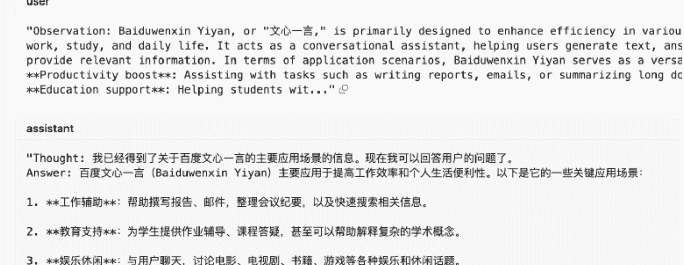 user
"Observation: Baiduwenxin Yiyan, or "文心一言," is primarily designed to enhance efficiency in variou
work, study, and daily life. It acts as a conversational assistant, helping users generate text, ans
provide relevant information. In terms of application scenarios, Baiduwenxin Yiyan serves as a versa
**Productivity boost**: Assisting with tasks such as writing reports, emails, or summarizing long do
**Education support**: Helping students wit..."
assistant
"Thought: 我已经得到了关于百度文心一言的主要应用场景的信息。现在我可以回答用户的问题了。
Answer: 百度文心一言（Baiduwenxin Yiyan）主要应用于提高工作效率和个人生活便利性。以下是它的一些关键应用场景：
1. **工作辅助**: 帮助撰写报告、邮件，整理会议纪要，以及快速搜索相关信息。
2. **教育支持**: 为学生提供作业辅导、课程答疑，甚至可以帮助解释复杂的学术概念。
3. **娱乐休闲**: 与用户聊天，讨论电影、电视剧、书籍、游戏等各种娱乐和休闲话题。